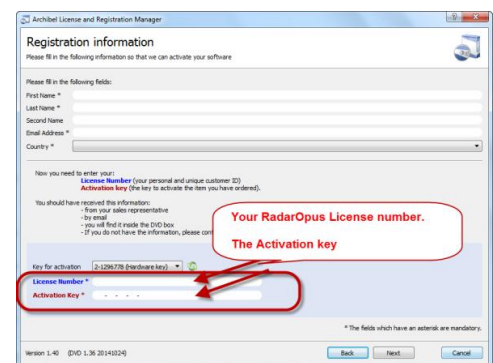 Archibel License and Registration Manager
Registration information
Please fill in the following information so that we can activate your software
Please fill in the following fields:
First Name *
Last Name *
Second Name
Email Address *
Country *
Now you need to enter your:
License Number (your personal and unique customer ID)
Activation key (the key to activate the item you have ordered).
You should have received this information:
- from your sales representative
- by email
- you will find it inside the DVD box
- If you do not have the information, please
Your RadarOpus License number.
The Activation key
Key for activation 2-1296778 (Hardware key)
License Number *
Activation Key * - - - -
* The fields which have an asterisk are mandatory.
Version 1.40 (DVD 1.36 20141024)
Back Next Cancel